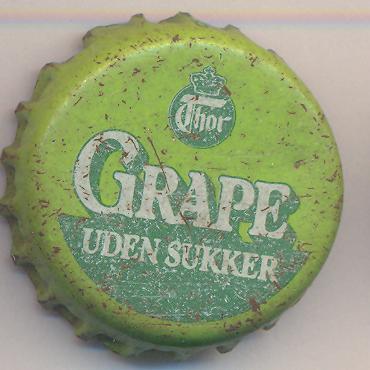 Thor
GRAPE
UDEN SUKKER